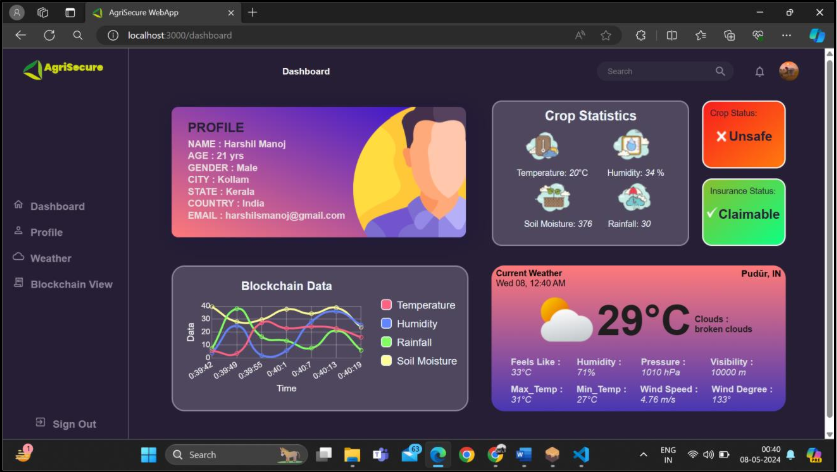 AgriSecure WebApp
localhost:3000/dashboard
AgriSecure
Dashboard
Search
Dashboard
Profile
Weather
Blockchain View
Sign Out
PROFILE
NAME : Harshil Manoj
AGE : 21 yrs
GENDER : Male
CITY : Kollam
STATE : Kerala
COUNTRY : India
EMAIL : harshilsmanoj@gmail.com
Crop Statistics
Temperature: 20°C
Humidity: 34 %
Soil Moisture: 376
Rainfall: 30
Crop Status:
Unsafe
Insurance Status:
Claimable
Blockchain Data
Data
40
30
20
10
0
0:39:42
0:39:49
0:39:55
0:40:1
0:40:7
0:40:13
0:40:19
Time
Temperature
Humidity
Rainfall
Soil Moisture
Current Weather
Pudūr, IN
Wed 08, 12:40 AM
29°C
Clouds :
broken clouds
Feels Like :
33°C
Humidity :
71%
Pressure :
1010 hPa
Visibility :
10000 m
Max_Temp :
31°C
Min_Temp :
27°C
Wind Speed :
4.76 m/s
Wind Degree :
133°
1
Search
63
ENG
IN
00:40
08-05-2024